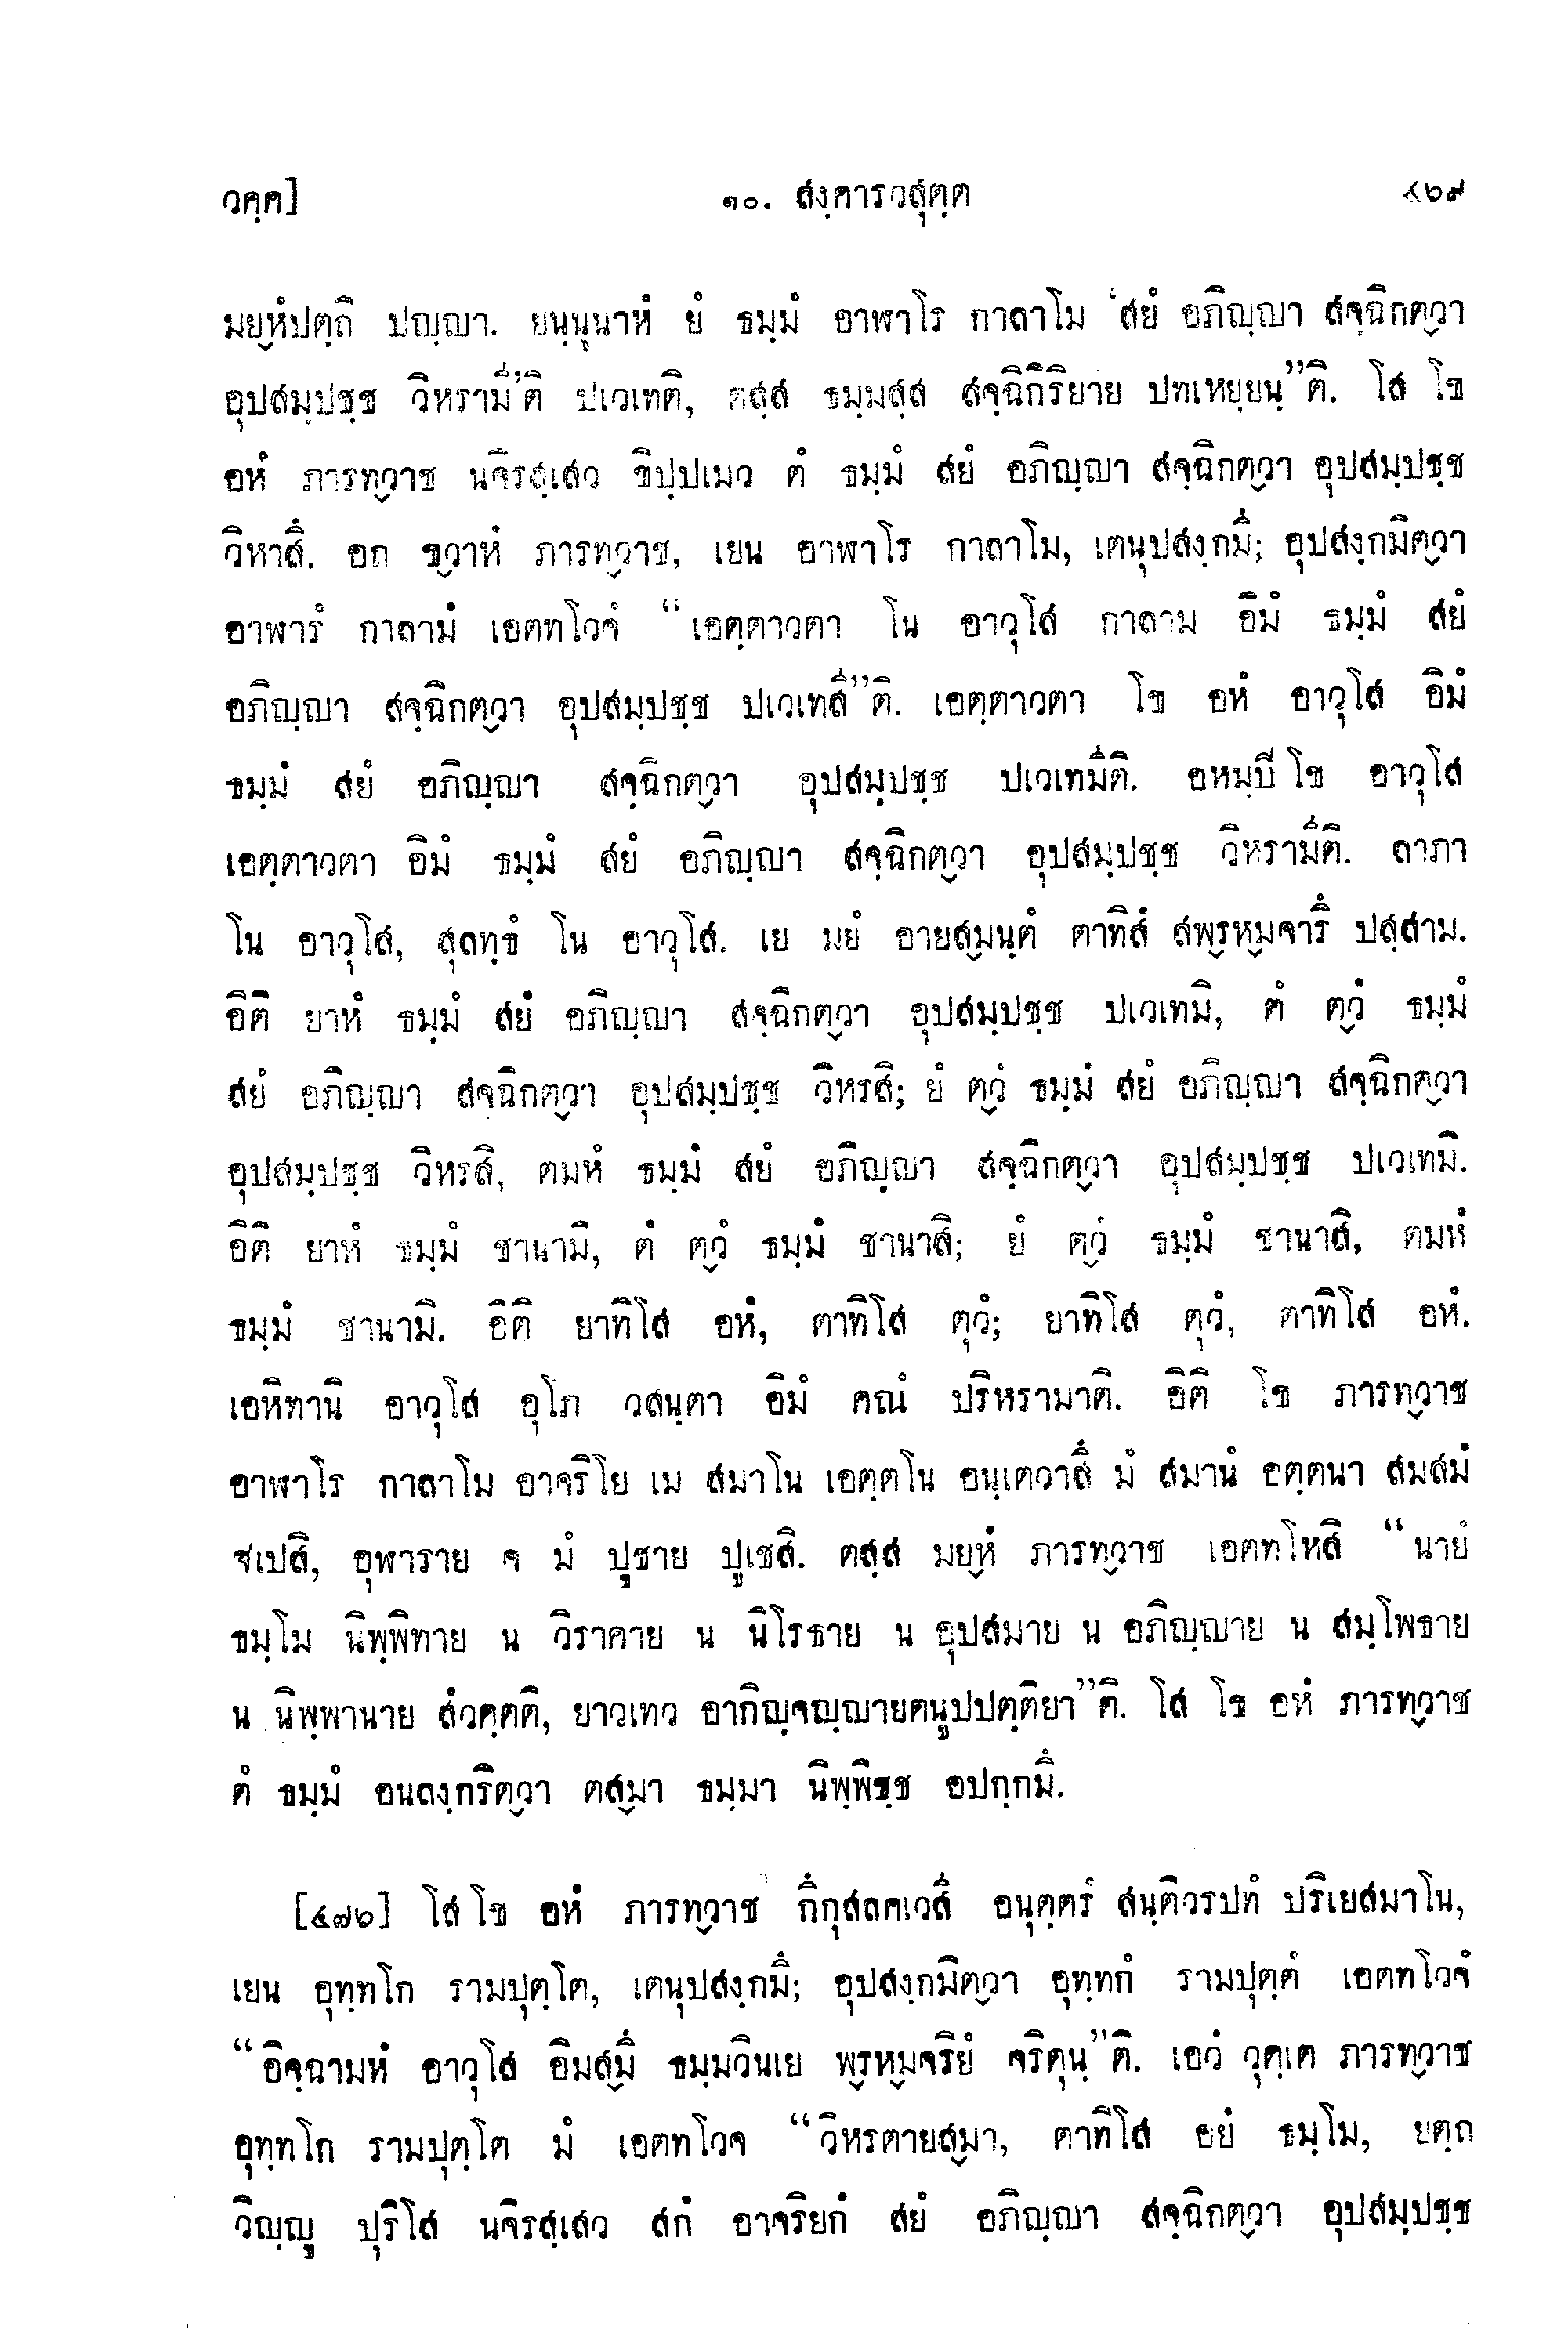 วคฺค]
๑๐. สงฺคารวสุตฺต
๔๖๙
มยฺหํปตฺถิ ปญฺญา. ยนฺนูนาหํ ยํ ธมฺมํ อาฬาโร กาลาโม ‘สยํ อภิญฺญา สจฺฉิกตฺวา
อุปสมฺปชฺช วิหรามี’ติ ปเวเทติ, ตสฺส ธมฺมสฺส สจฺฉิกิริยาย ปทเหยฺยนฺ”ติ. โส โข
อหํ ภารทฺวาช นจิรสฺเสว ขิปฺปเมว ตํ ธมฺมํ สยํ อภิญฺญา สจฺฉิกตฺวา อุปสมฺปชฺช
วิหาสึ. อถ ขฺวาหํ ภารทฺวาช, เยน อาฬาโร กาลาโม, เตนุปสงฺกมึ; อุปสงฺกมิตฺวา
อาฬารํ กาลามํ เอตทโวจํ “เอตฺตาวตา โน อาวุโส กาลาม อิมํ ธมฺมํ สยํ
อภิญฺญา สจฺฉิกตฺวา อุปสมฺปชฺช ปเวเทสี”ติ. เอตฺตาวตา โข อหํ อาวุโส อิมํ
ธมฺมํ สยํ อภิญฺญา สจฺฉิกตฺวา อุปสมฺปชฺช ปเวเทมีติ. อหมฺปิ โข อาวุโส
เอตฺตาวตา อิมํ ธมฺมํ สยํ อภิญฺญา สจฺฉิกตฺวา อุปสมฺปชฺช วิหรามีติ. ลาภา
โน อาวุโส, สุลทฺธํ โน อาวุโส. เย มยํ อายสฺมนฺตํ ตาทิสํ สพฺรหฺมจารึ ปสฺสาม.
อิติ ยาหํ ธมฺมํ สยํ อภิญฺญา สจฺฉิกตฺวา อุปสมฺปชฺช ปเวเทมิ, ตํ ตฺวํ ธมฺมํ
สยํ อภิญฺญา สจฺฉิกตฺวา อุปสมฺปชฺช วิหรสิ; ยํ ตฺวํ ธมฺมํ สยํ อภิญฺญา สจฺฉิกตฺวา
อุปสมฺปชฺช วิหรสิ, ตมหํ ธมฺมํ สยํ อภิญฺญา สจฺฉิกตฺวา อุปสมฺปชฺช ปเวเทมิ.
อิติ ยาหํ ธมฺมํ ชานามิ, ตํ ตฺวํ ธมฺมํ ชานาสิ; ยํ ตฺวํ ธมฺมํ ชานาสิ, ตมหํ
ธมฺมํ ชานามิ. อิติ ยาทิโส อหํ, ตาทิโส ตุวํ; ยาทิโส ตุวํ, ตาทิโส อหํ.
เอหิทานิ อาวุโส อุโภ วสนฺตา อิมํ คณํ ปริหรามาติ. อิติ โข ภารทฺวาช
อาฬาโร กาลาโม อาจริโย เม สมาโน เอตฺตโน อนฺเตวาสึ มํ สมานํ อตฺตนา สมสมํ
ฐเปสิ, อุฬาราย จ มํ ปูชาย ปูเชสิ. ตสฺส มยฺหํ ภารทฺวาช เอตทโหสิ “นายํ
ธมฺโม นิพฺพิทาย น วิราคาย น นิโรธาย น อุปสมาย น อภิญฺญาย น สมฺโพธาย
น นิพฺพานาย สํวตฺตติ, ยาวเทว อากิญฺจญฺญายตนูปปตฺติยา”ติ. โส โข อหํ ภารทฺวาช
ตํ ธมฺมํ อนลงฺกริตฺวา ตสฺมา ธมฺมา นิพฺพิชฺช อปกฺกมึ.
[๔๗๖] โส โข อหํ ภารทฺวาช กึกุสลคเวสี อนุตฺตรํ สนฺติวรปทํ ปริเยสมาโน,
เยน อุทฺทโก รามปุตฺโต, เตนุปสงฺกมึ; อุปสงฺกมิตฺวา อุทฺทกํ รามปุตฺตํ เอตทโวจํ
“อิจฺฉามหํ อาวุโส อิมสฺมึ ธมฺมวินเย พฺรหฺมจริยํ จริตุนฺ”ติ. เอวํ วุตฺเต ภารทฺวาช
อุทฺทโก รามปุตฺโต มํ เอตทโวจ “วิหรตายสฺมา, ตาทิโส อยํ ธมฺโม, ยตฺถ
วิญฺญู ปุริโส นจิรสฺเสว สกํ อาจริยกํ สยํ อภิญฺญา สจฺฉิกตฺวา อุปสมฺปชฺช